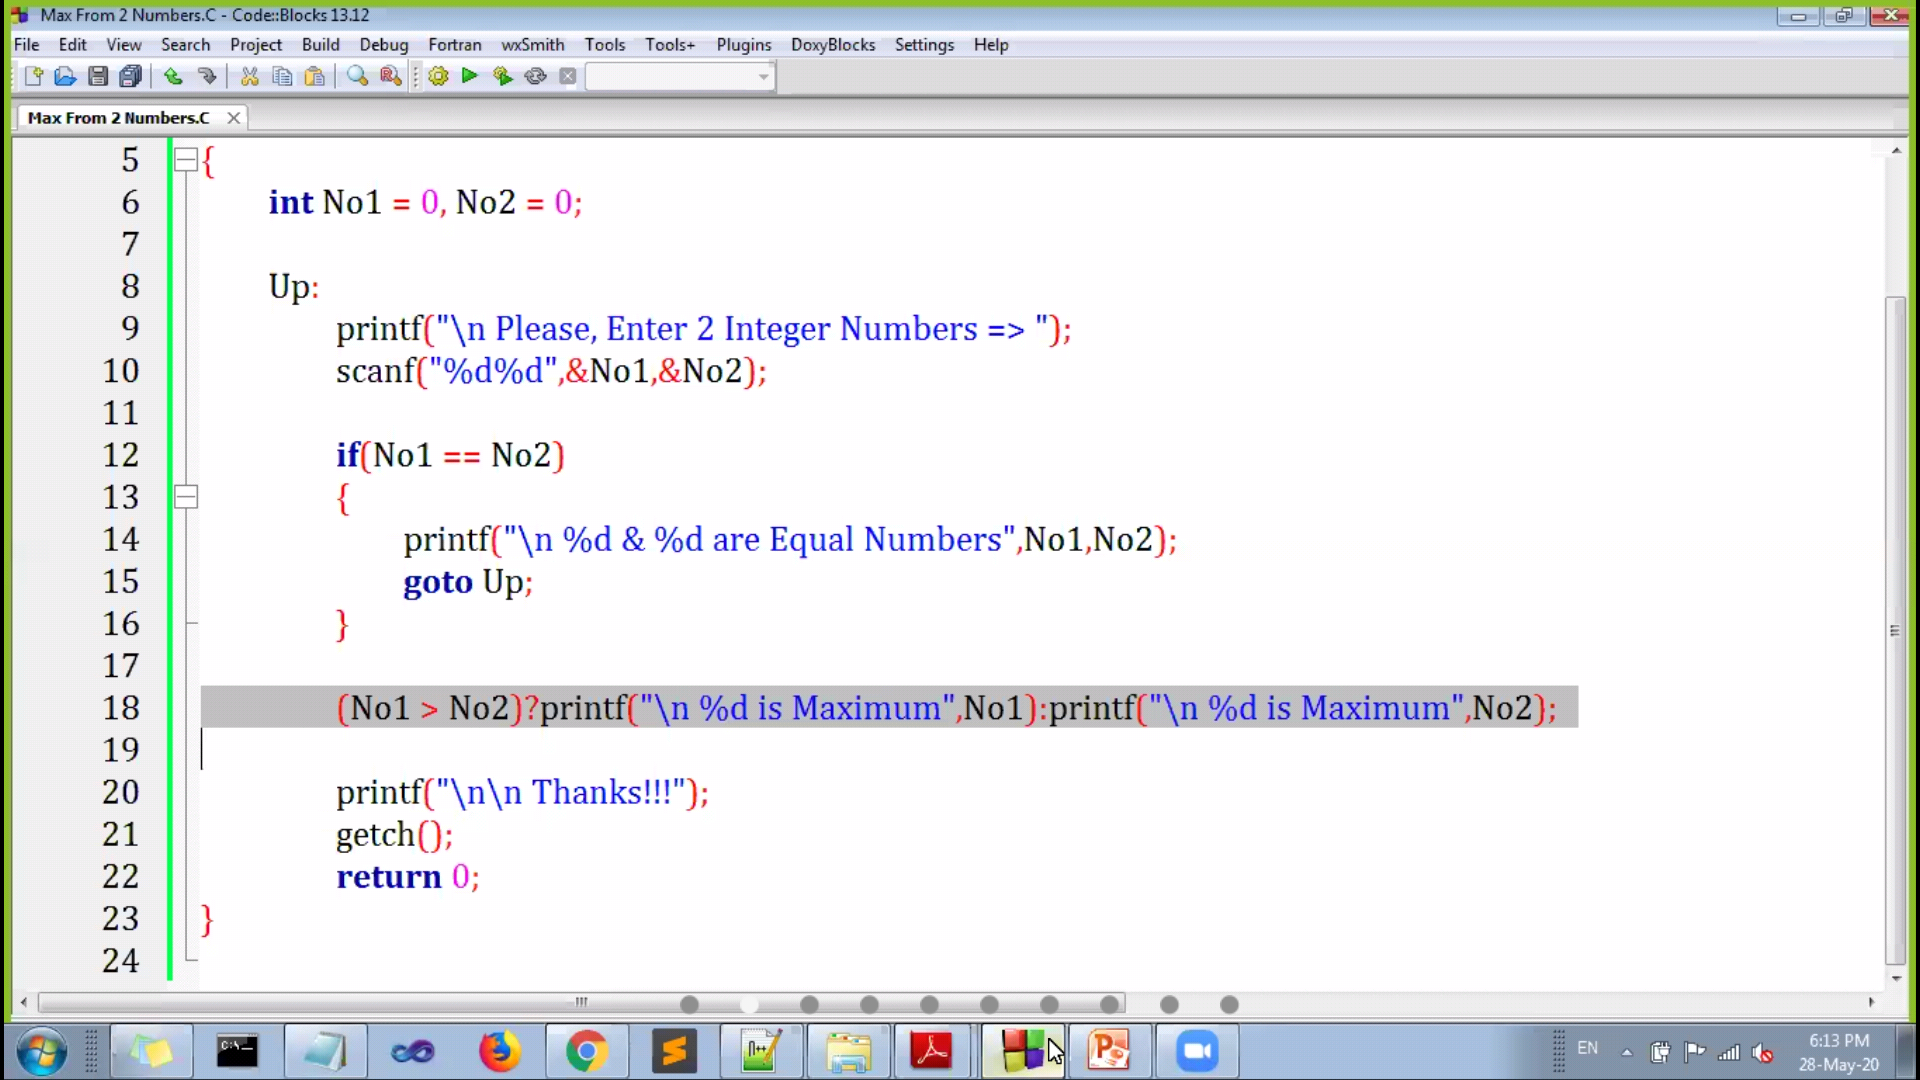 Max From 2 Numbers.C - Code::Blocks 13.12
File Edit View Search Project Build Debug Fortran wxSmith Tools Tools+ Plugins DoxyBlocks Settings Help
Max From 2 Numbers.C
5 {
6 int No1 = 0, No2 = 0;
7
8 Up:
9 printf("\n Please, Enter 2 Integer Numbers => ");
10 scanf("%d%d",&No1,&No2);
11
12 if(No1 == No2)
13 {
14 printf("\n %d & %d are Equal Numbers",No1,No2);
15 goto Up;
16 }
17
18 (No1 > No2)?printf("\n %d is Maximum",No1):printf("\n %d is Maximum",No2);
19
20 printf("\n\n Thanks!!!");
21 getch();
22 return 0;
23 }
24
C:\_
EN
6:13 PM
28-May-20